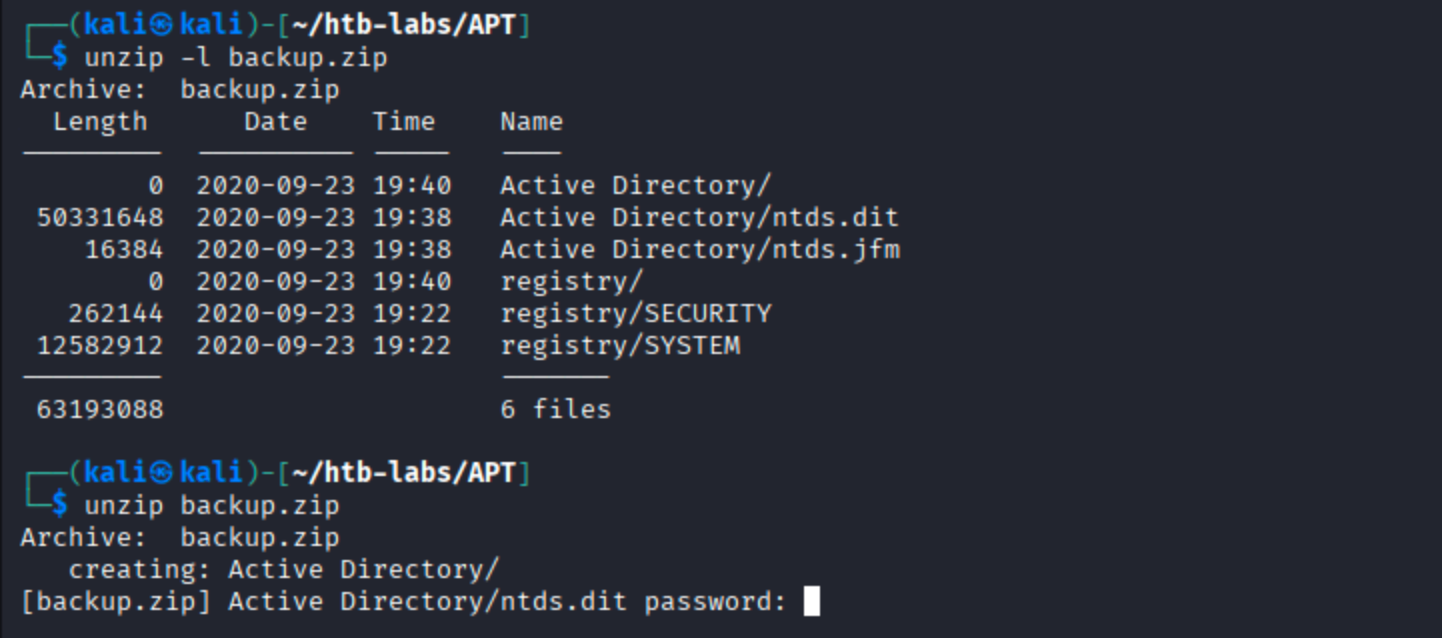 ┌──(kali㉿kali)-[~/htb-labs/APT]
└─$ unzip -l backup.zip
Archive:  backup.zip
  Length      Date    Time    Name
---------  ---------- -----   ----
        0  2020-09-23 19:40   Active Directory/
 50331648  2020-09-23 19:38   Active Directory/ntds.dit
    16384  2020-09-23 19:38   Active Directory/ntds.jfm
        0  2020-09-23 19:40   registry/
   262144  2020-09-23 19:22   registry/SECURITY
 12582912  2020-09-23 19:22   registry/SYSTEM
---------                     -------
 63193088                     6 files
┌──(kali㉿kali)-[~/htb-labs/APT]
└─$ unzip backup.zip
Archive:  backup.zip
   creating: Active Directory/
[backup.zip] Active Directory/ntds.dit password: